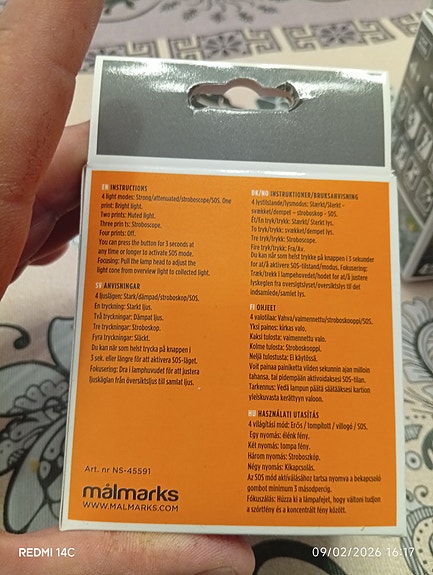 EN INSTRUCTIONS
4 light modes: Strong/attenuated/stroboscope/SOS. One
print: Bright light.
Two prints: Muted light.
Three prints: Stroboscope.
Four prints: Off.
You can press the button for 3 seconds at
any time or longer to activate SOS mode.
Focusing: Pull the lamp head to adjust the
light cone from overview light to collected light.
SV ANVISNINGAR
4 ljuslägen: Stark/dämpad/stroboskop/SOS.
En tryckning: Starkt ljus.
Två tryckningar: Dämpat ljus.
Tre tryckningar: Stroboskop.
Fyra tryckningar: Släckt.
Du kan när som helst trycka på knappen i
3 sek. eller längre för att aktivera SOS-läget.
Fokusering: Dra i lamphuvudet för att justera
ljuskäglan från översiktsljus till samlat ljus.
Art. nr NS-45591
målmarks
WWW.MALMARKS.COM
DK/NO INSTRUKTIONER/BRUKSANVISNING
4 lystilstande/lysmodus: Stærkt/Sterkt –
svækket/dempet – stroboskop – SOS.
Ét/En tryk/trykk: Stærkt/ Sterkt lys.
To tryk/trykk: svækket/dempet lys.
Tre tryk/trykk: Stroboscope.
Fire tryk/trykk: Fra/Av.
Du kan når som helst trykke på knappen i 3 sekunder
for at/å aktivere SOS-tilstand/modus. Fokusering:
Træk/trekk i lampehovedet/hodet for at/å justere
lyskeglen fra oversigtslyset/oversiktslys til det
indsamlede/samlet lys.
FI OHJEET
4 valotilaa: Vahva/vaimennettu/stroboskooppi/SOS.
Yksi painos: kirkas valo.
Kaksi tulosta: vaimennettu valo.
Kolme tulosta: Stroboskooppi.
Neljä tulostusta: Ei käytössä.
Voit painaa painiketta viiden sekunnin ajan milloin
tahansa, tai pidempään aktivoidaksesi SOS-tilan.
Tarkennus: Vedä lampun päätä säätääksesi kartion
yleiskuvasta kerättyyn valoon.
HU HASZNÁLATI UTASÍTÁS
4 világítási mód: Erős / tompított / villogó / SOS.
Egy nyomás: élénk fény.
Két nyomás: tompa fény.
Három nyomás: Stroboszkóp.
Négy nyomás: Kikapcsolás.
Az SOS mód aktiválásához tartsa nyomva a bekapcsoló
gombot minimum 3 másodpercig.
Fókuszálás: Húzza ki a lámpafejet, hogy váltani tudjon
a szórtfény és a koncentrált fény között.
REDMI 14C
09/02/2026 16:17